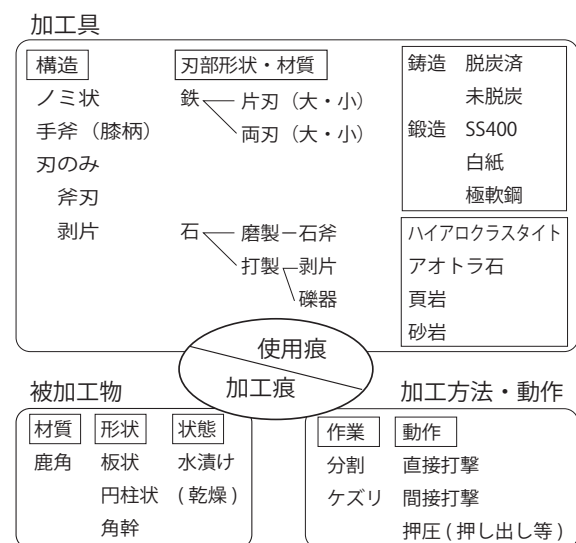 加工具
構造
ノミ状
手斧（膝柄）
刃のみ
斧刃
剥片
刃部形状・材質
鉄
片刃（大・小）
両刃（大・小）
石
磨製－石斧
打製
剥片
礫器
鋳造 脱炭済
未脱炭
鍛造 SS400
白紙
極軟鋼
ハイアロクラスタイト
アオトラ石
頁岩
砂岩
使用痕
加工痕
被加工物
材質 形状 状態
鹿角 板状 水漬け
円柱状 (乾燥)
角幹
加工方法・動作
作業 動作
分割 直接打撃
ケズリ 間接打撃
押圧(押し出し等)